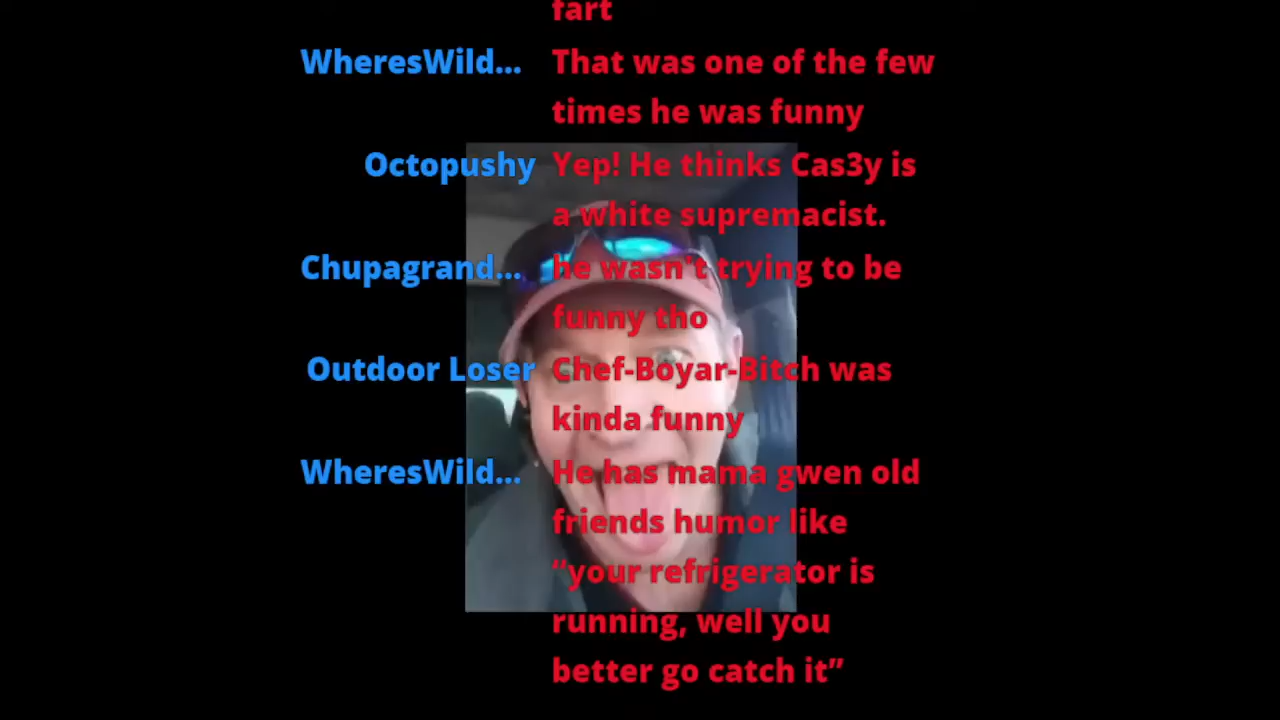 fart
WheresWild... That was one of the few
times he was funny
Octopushy Yep! He thinks Cas3y is
a white supremacist.
Chupagrand... he wasn't trying to be
funny tho
Outdoor Loser Chef-Boyar-Bitch was
kinda funny
WheresWild... He has mama gwen old
friends humor like
“your refrigerator is
running, well you
better go catch it”